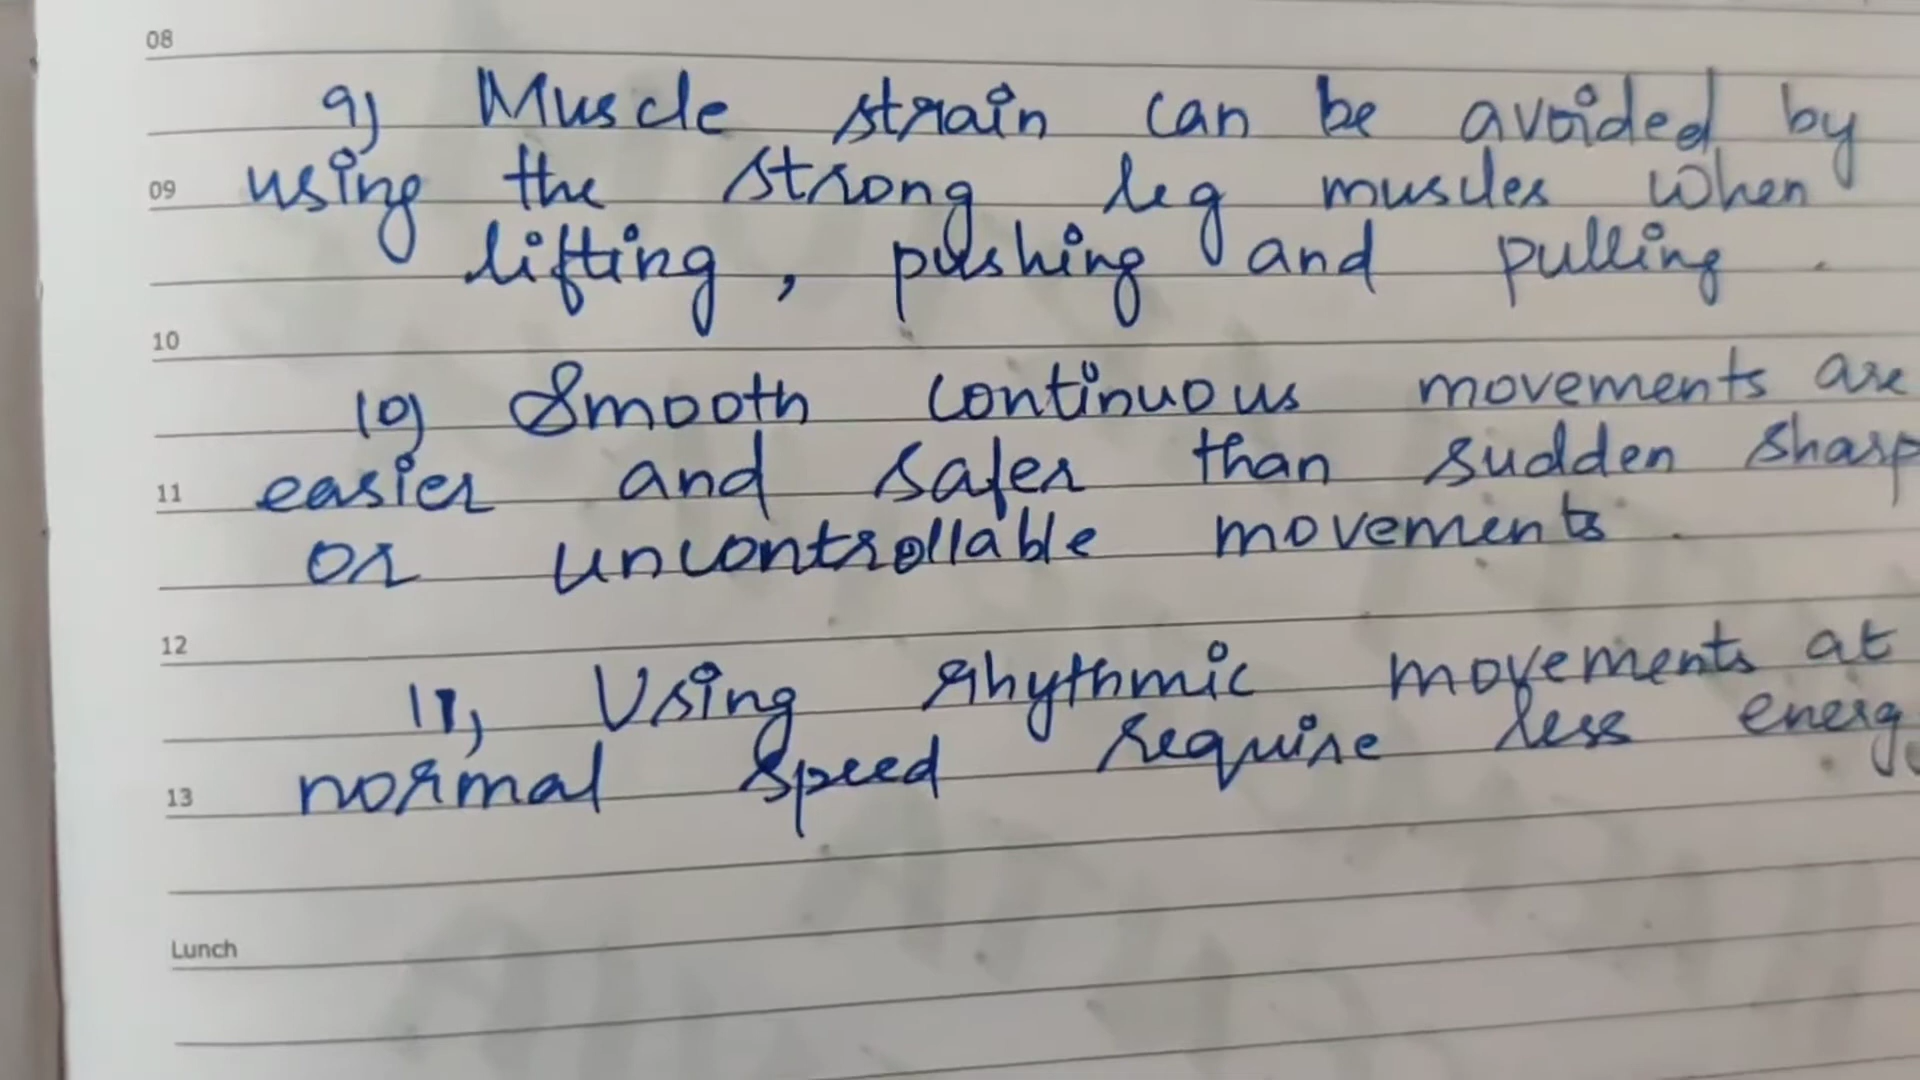 08
9) Muscle strain can be avoided by
09 using the strong leg muscles when
lifting, pushing and pulling.
10
10) Smooth continuous movements are
11 easier and safer than sudden sharp
or uncontrollable movements.
12
11) Using rhythmic movements at
13 normal speed require less energy
Lunch